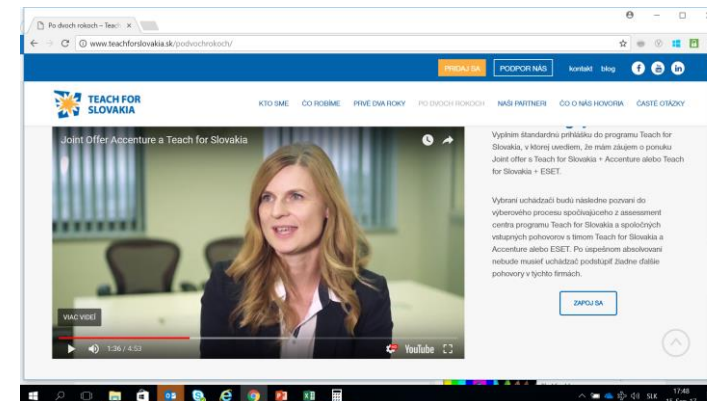 Po dvoch rokoch – Teach
www.teachforslovakia.sk/podvochrokoch/
PRIDAJ SA
PODPOR NÁS
kontakt
blog
TEACH FOR
SLOVAKIA
KTO SME
ČO ROBÍME
PRVÉ DVA ROKY
PO DVOCH ROKOCH
NAŠI PARTNERI
ČO O NÁS HOVORIA
ČASTÉ OTÁZKY
Joint Offer Accenture a Teach for Slovakia
VIAC VIDEÍ
1:36 / 4:53
YouTube
Vyplním štandardnú prihlášku do programu Teach for
Slovakia, v ktorej uvediem, že mám záujem o ponuku
Joint offer s Teach for Slovakia + Accenture alebo Teach
for Slovakia + ESET.
Vybraní uchádzači budú následne pozvaní do
výberového procesu spočívajúceho z assessment
centra programu Teach for Slovakia a spoločných
vstupných pohovorov s tímom Teach for Slovakia a
Accenture alebo ESET. Po úspešnom absolvovaní
nebude musieť uchádzač podstúpiť žiadne ďalšie
pohovory v týchto firmách.
ZAPOJ SA
SLK
17:48